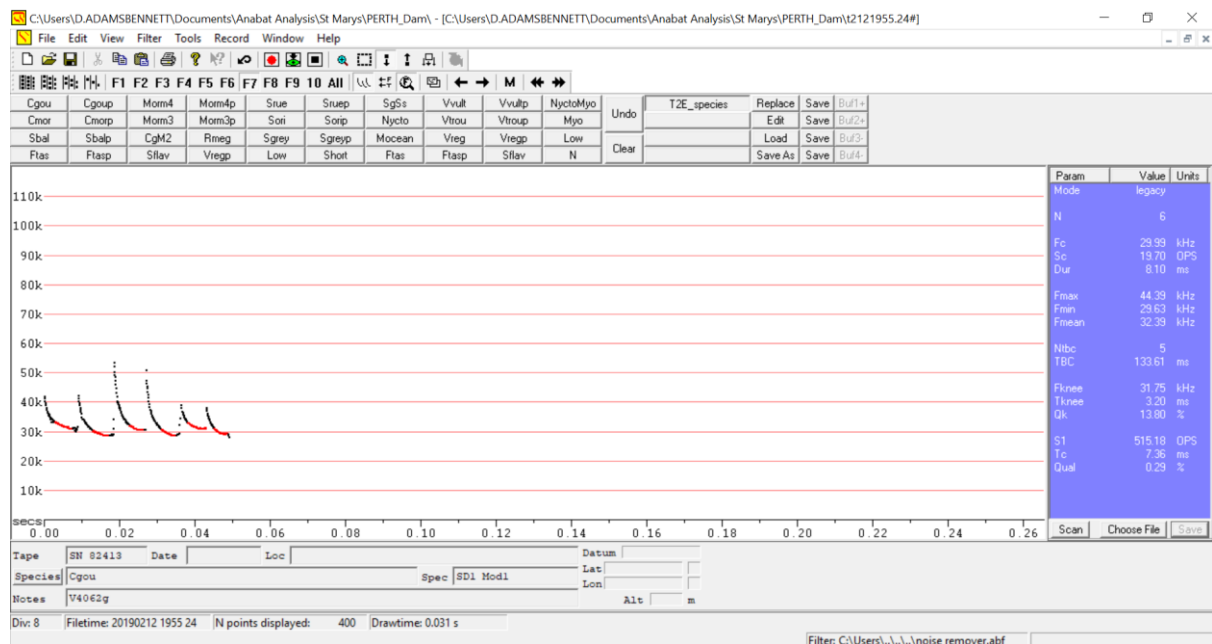 C:\Users\D.ADAMSBENNETT\Documents\Anabat Analysis\St Marys\PERTH_Dam\ - [C:\Users\D.ADAMSBENNETT\Documents\Anabat Analysis\St Marys\PERTH_Dam\t2121955.24#]
File Edit View Filter Tools Record Window Help
F1 F2 F3 F4 F5 F6 F7 F8 F9 10 All M
Cgou Cgoup Morm4 Morm4p Srue Sruep SgSs Vvult Vvultp NyctoMyo Undo T2E_species Replace Save Buf1+
Cmor Cmorp Morm3 Morm3p Sori Sorip Nycto Vtrou Vtroup Myo Edit Save Buf2+
Sbal Sbalp CgM2 Rmeg Sgrey Sgreyp Mocean Vreg Vregp Low Clear Load Save Buf3-
Ftas Ftasp Sflav Vregp Low Short Ftas Ftasp Sflav N Save As Save Buf4-
Param Value Units
Mode legacy
N 6
Fc 29.99 kHz
Sc 19.70 OPS
Dur 8.10 ms
Fmax 44.39 kHz
Fmin 29.63 kHz
Fmean 32.39 kHz
Ntbc 5
TBC 133.61 ms
Fknee 31.75 kHz
Tknee 3.20 ms
Qk 13.80 %
S1 515.18 OPS
Tc 7.36 ms
Qual 0.29 %
110k
100k
90k
80k
70k
60k
50k
40k
30k
20k
10k
secs
0.00 0.02 0.04 0.06 0.08 0.10 0.12 0.14 0.16 0.18 0.20 0.22 0.24 0.26
Scan Choose File Save
Tape SN 82413 Date Loc Datum
Species Cgou Spec SD1 Mod1 Lat
Lon
Notes V4062g Alt m
Div: 8 Filetime: 20190212 1955 24 N points displayed: 400 Drawtime: 0.031 s
Filter: C:\Users\..\..\..\noise remover.abf